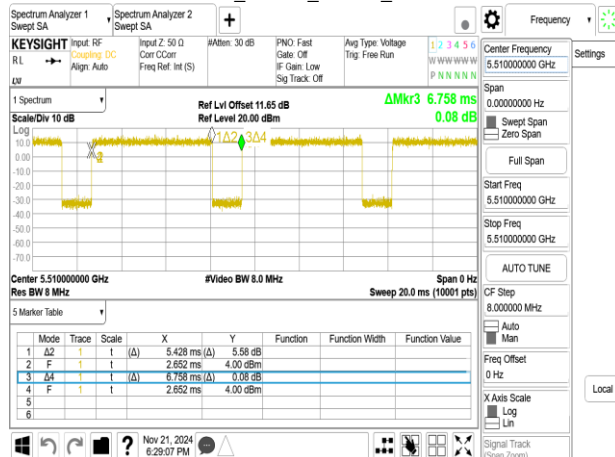 Spectrum Analyzer 1
Swept SA
Spectrum Analyzer 2
Swept SA
+
Frequency
KEYSIGHT
RL
Input: RF
Coupling: DC
Align: Auto
Input Z: 50 Ω
Corr CCorr
Freq Ref: Int (S)
#Atten: 30 dB
PNO: Fast
Gate: Off
IF Gain: Low
Sig Track: Off
Avg Type: Voltage
Trig: Free Run
1 2 3 4 5 6
W W W W W W
P N N N N N
1 Spectrum
Scale/Div 10 dB
Log
Ref Lvl Offset 11.65 dB
Ref Level 20.00 dBm
ΔMkr3 6.758 ms
0.08 dB
10.0
0.00
-10.0
-20.0
-30.0
-40.0
-50.0
-60.0
-70.0
1Δ2
3Δ4
Center 5.510000000 GHz
#Video BW 8.0 MHz
Span 0 Hz
Res BW 8 MHz
Sweep 20.0 ms (10001 pts)
5 Marker Table
Mode Trace Scale X Y Function Function Width Function Value
1 Δ2 1 t (Δ) 5.428 ms (Δ) 5.58 dB
2 F 1 t 2.652 ms 4.00 dBm
3 Δ4 1 t (Δ) 6.758 ms (Δ) 0.08 dB
4 F 1 t 2.652 ms 4.00 dBm
5
6
Nov 21, 2024
6:29:07 PM
Center Frequency
5.510000000 GHz
Settings
Span
0.00000000 Hz
Swept Span
Zero Span
Full Span
Start Freq
5.510000000 GHz
Stop Freq
5.510000000 GHz
AUTO TUNE
CF Step
8.000000 MHz
Auto
Man
Freq Offset
0 Hz
X Axis Scale
Log
Lin
Local
Signal Track
(Span Zoom)